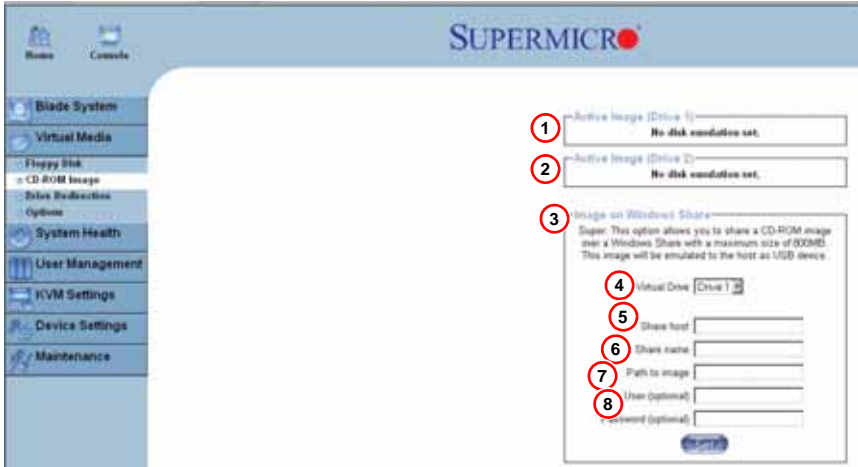 SUPERMICRO
Home Console
Blade System
Virtual Media
Floppy Disk
CD-ROM Image
Drive Redirection
Options
System Health
User Management
KVM Settings
Device Settings
Maintenance
1
Active Image (Drive 1)
No disk emulation set.
2
Active Image (Drive 2)
No disk emulation set.
3
Image on Windows Share
Super: This option allows you to share a CD-ROM image
over a Windows Share with a maximum size of 800MB.
This image will be emulated to the host as USB device.
4 Virtual Drive Drive 1
5 Share host
6 Share name
7 Path to image
8 User (optional)
Password (optional)
Set